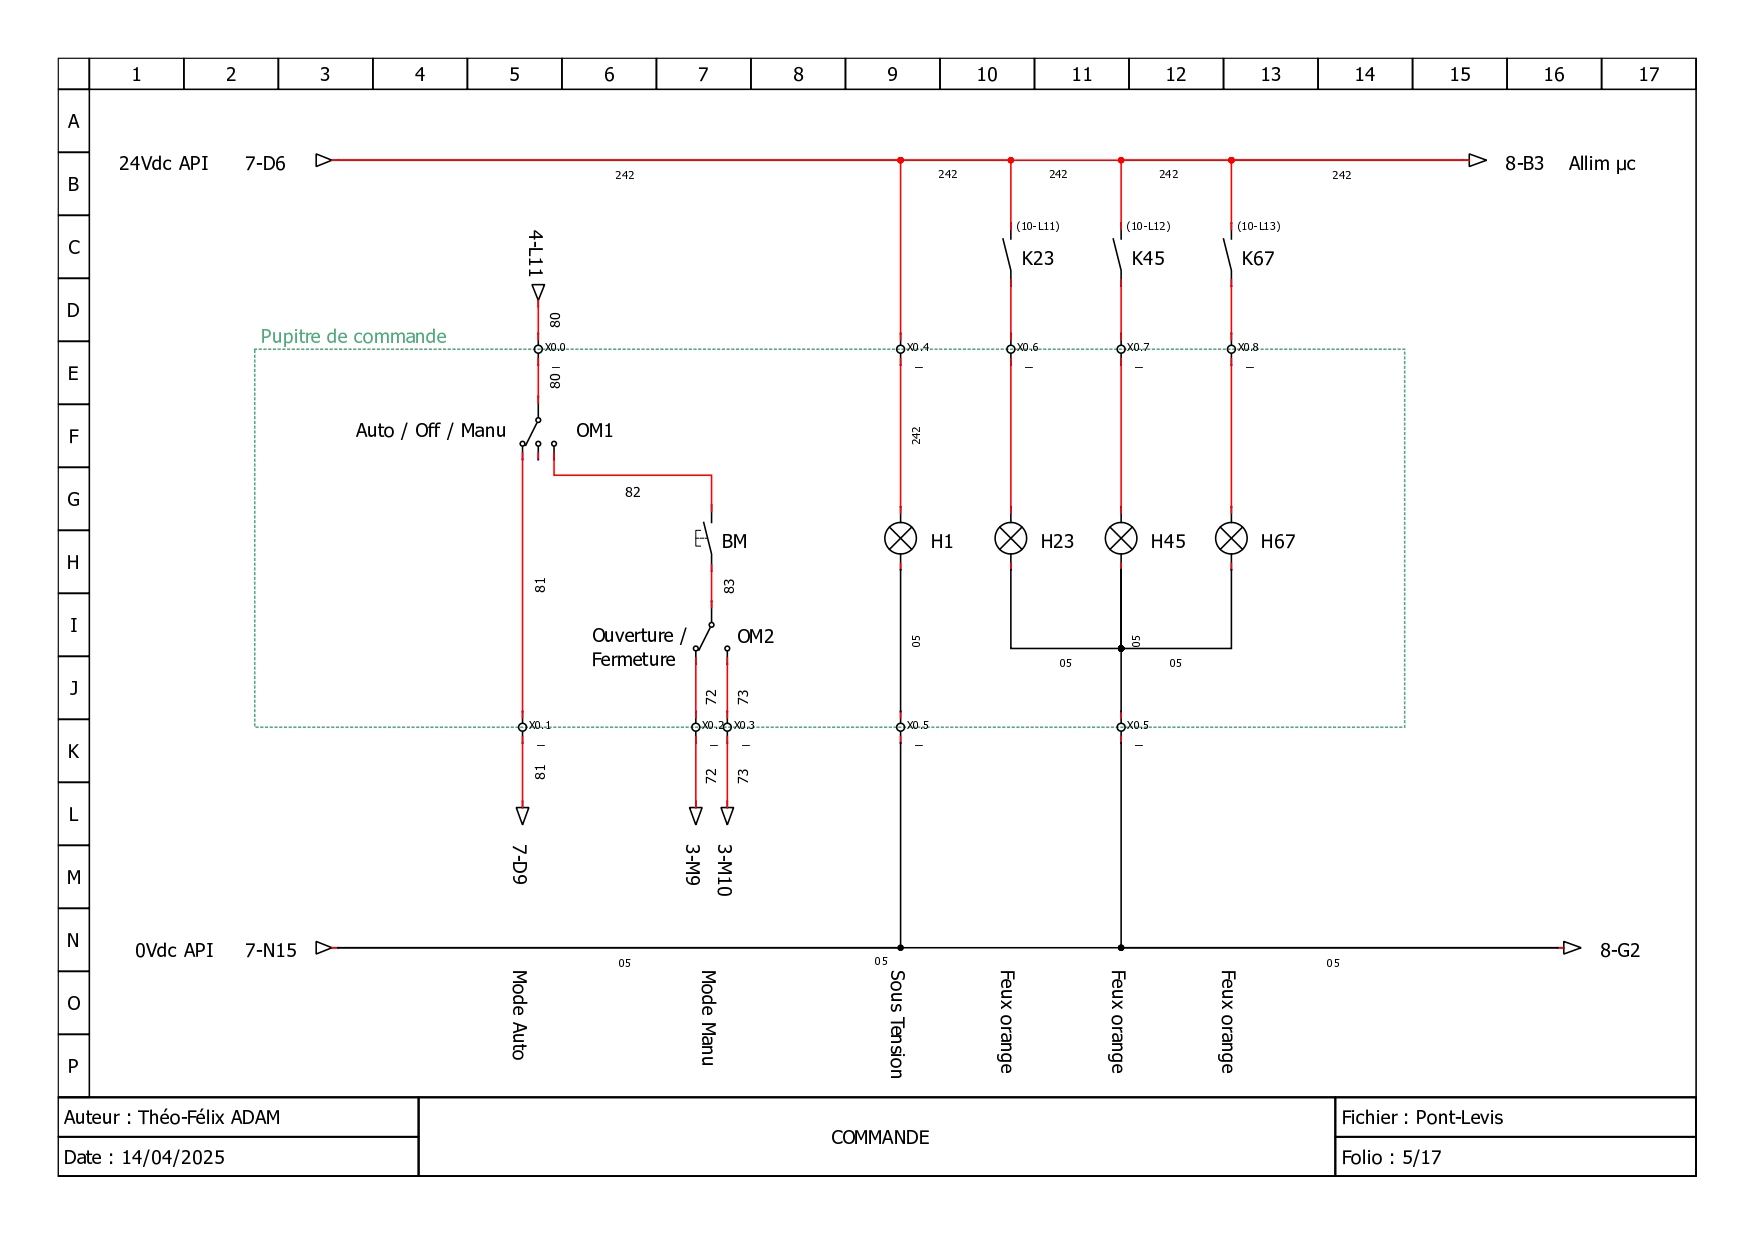 1 2 3 4 5 6 7 8 9 10 11 12 13 14 15 16 17
A
24Vdc API 7-D6
8-B3 Allim µc
B
242 242 242 242 242
C
4-L11
(10-L11) (10-L12) (10-L13)
K23 K45 K67
D
80
Pupitre de commande
X0.0 X0.4 X0.6 X0.7 X0.8
E
80
F
Auto / Off / Manu OM1
242
G
82
BM H1 H23 H45 H67
H
81 83
I
Ouverture /
Fermeture
OM2
05 05
05 05
J
72 73
X0.1 X0.2 X0.3 X0.5 X0.5
K
81 72 73
L
M
7-D9 3-M9 3-M10
N
0Vdc API 7-N15
8-G2
05 05 05
O
Mode Auto
Mode Manu
Sous Tension
Feux orange
Feux orange
Feux orange
P
Auteur : Théo-Félix ADAM
Date : 14/04/2025
COMMANDE
Fichier : Pont-Levis
Folio : 5/17